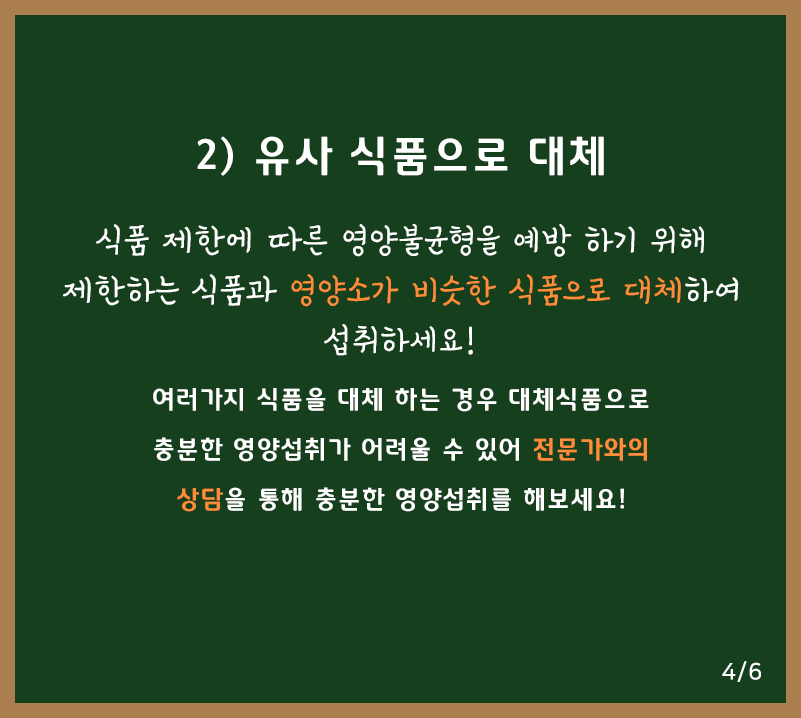 2) 유사 식품으로 대체
식품 제한에 따른 영양불균형을 예방 하기 위해
제한하는 식품과 영양소가 비슷한 식품으로 대체하여
섭취하세요!
여러가지 식품을 대체 하는 경우 대체식품으로
충분한 영양섭취가 어려울 수 있어 전문가와의
상담을 통해 충분한 영양섭취를 해보세요!
4/6